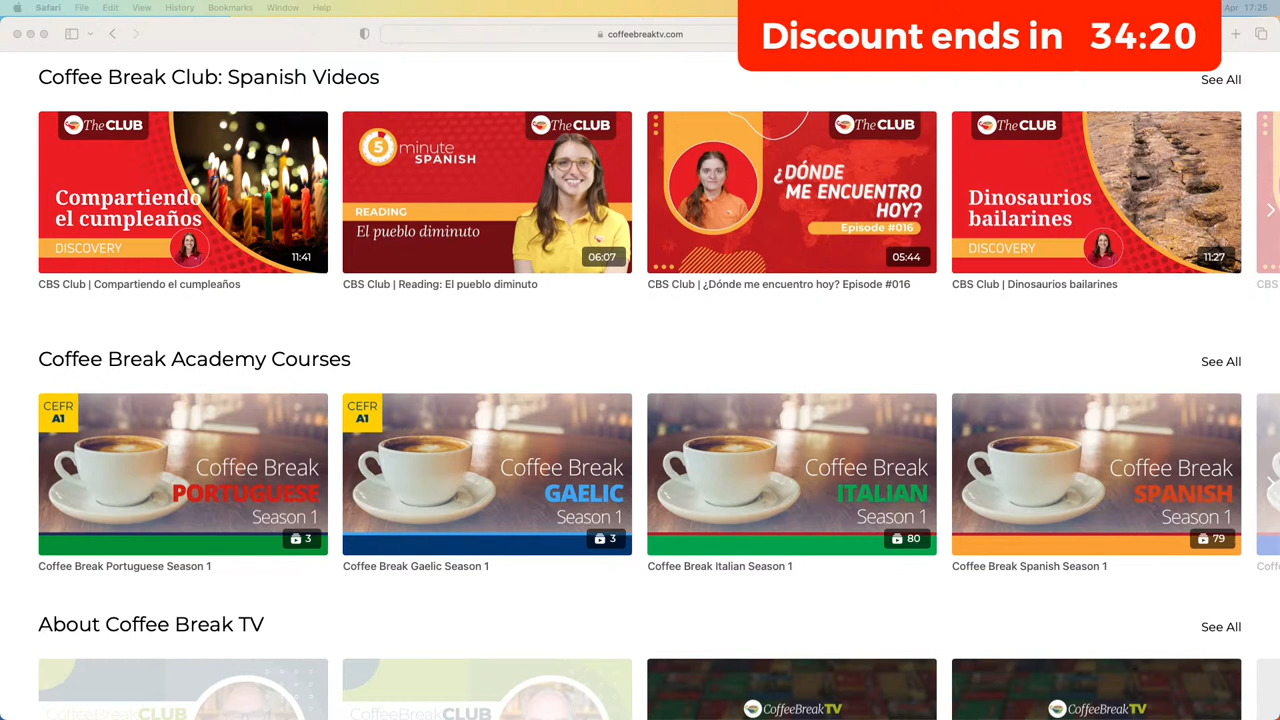 Safari File Edit View History Bookmarks Window Help
Apr 17:25
coffeebreaktv.com
Discount ends in 34:20
Coffee Break Club: Spanish Videos
See All
The CLUB
Compartiendo
el cumpleaños
DISCOVERY
11:41
CBS Club | Compartiendo el cumpleaños
The CLUB
5 minute
SPANISH
READING
El pueblo diminuto
06:07
CBS Club | Reading: El pueblo diminuto
The CLUB
¿DÓNDE
ME ENCUENTRO
HOY?
Episode #016
05:44
CBS Club | ¿Dónde me encuentro hoy? Episode #016
The CLUB
Dinosaurios
bailarines
DISCOVERY
11:27
CBS Club | Dinosaurios bailarines
CBS
Coffee Break Academy Courses
See All
CEFR
A1
Coffee Break
PORTUGUESE
Season 1
3
Coffee Break Portuguese Season 1
CEFR
A1
Coffee Break
GAELIC
Season 1
3
Coffee Break Gaelic Season 1
Coffee Break
ITALIAN
Season 1
80
Coffee Break Italian Season 1
Coffee Break
SPANISH
Season 1
79
Coffee Break Spanish Season 1
About Coffee Break TV
See All
CoffeeBreakCLUB
CoffeeBreakCLUB
CoffeeBreakTV
CoffeeBreakTV